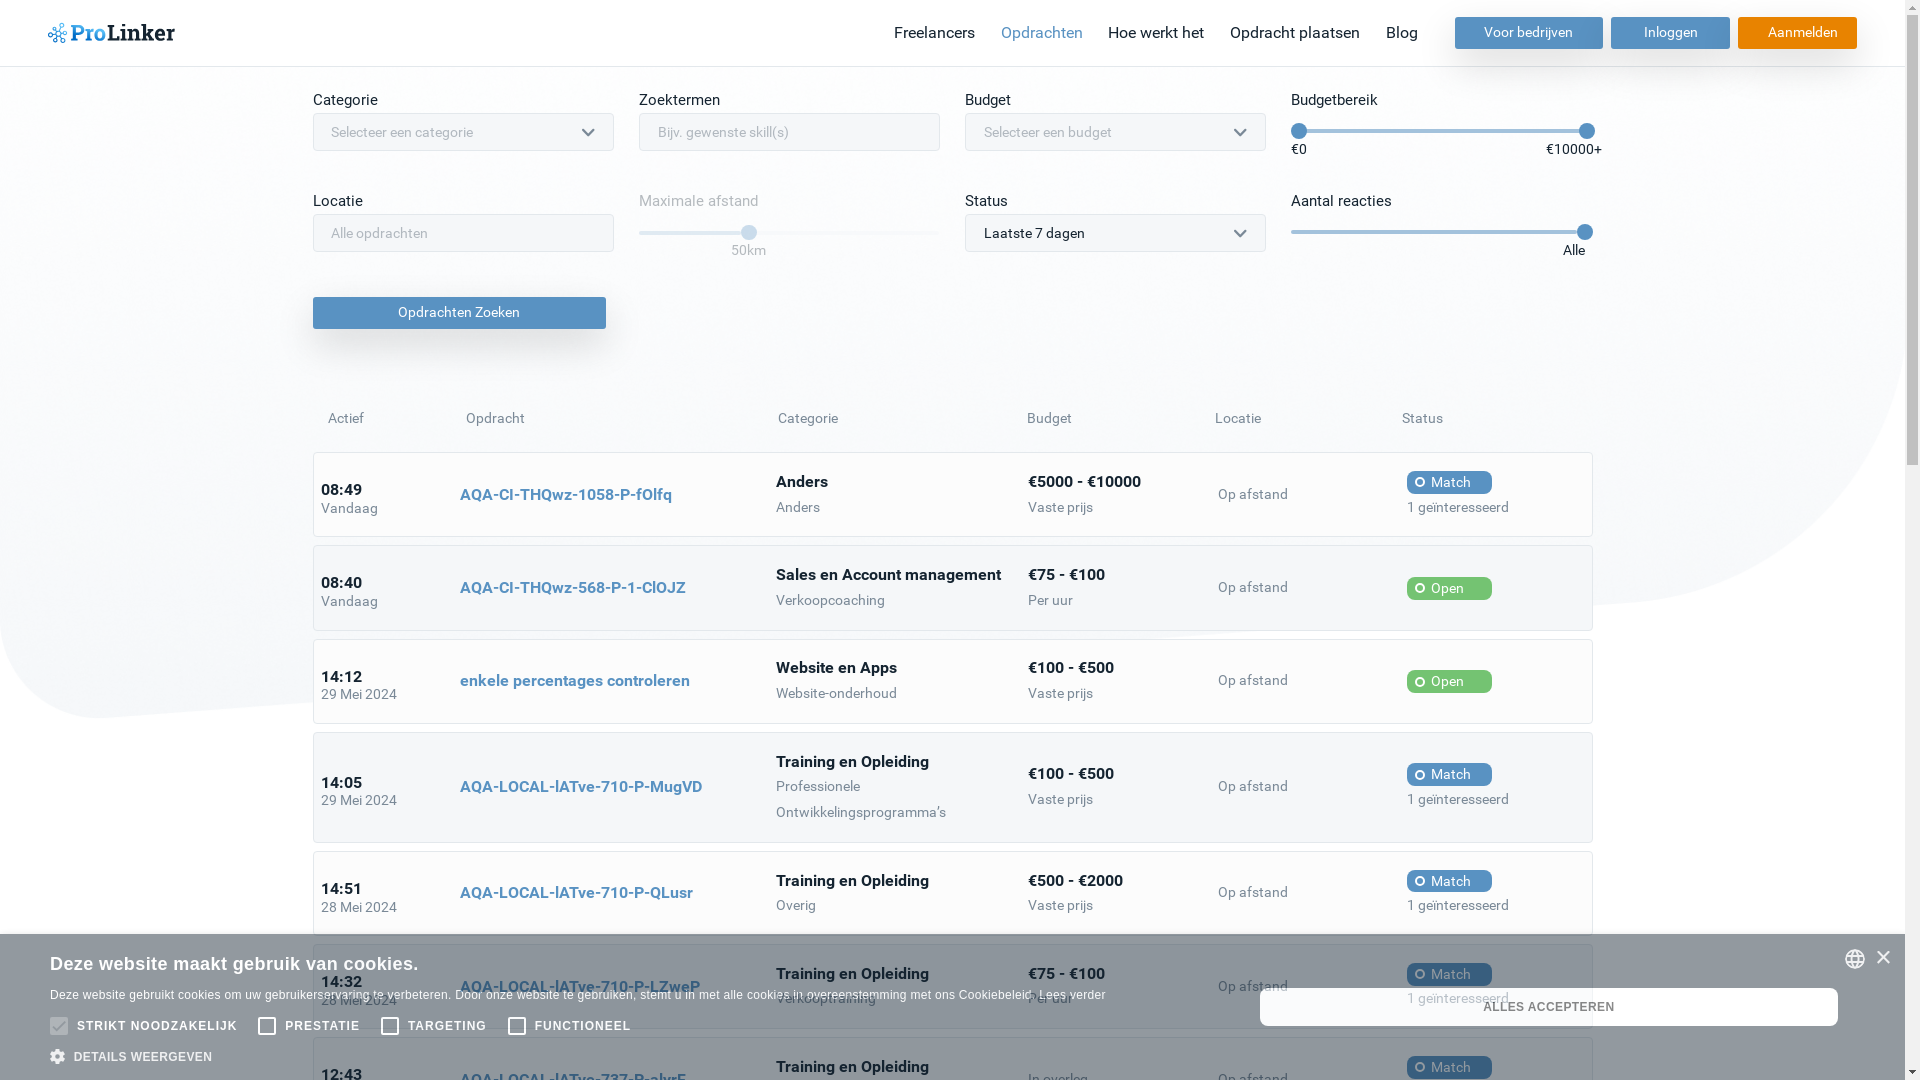 ProLinker
Freelancers Opdrachten Hoe werkt het Opdracht plaatsen Blog Voor bedrijven Inloggen Aanmelden
Categorie Zoektermen Budget Budgetbereik
Selecteer een categorie Bijv. gewenste skill(s) Selecteer een budget
€0 €10000+
Locatie Maximale afstand Status Aantal reacties
Alle opdrachten Laatste 7 dagen
50km Alle
Opdrachten Zoeken
Actief Opdracht Categorie Budget Locatie Status
08:49 AQA-CI-THQwz-1058-P-fOlfq Anders €5000 - €10000 Op afstand Match
Vandaag Anders Vaste prijs 1 geïnteresseerd
08:40 AQA-CI-THQwz-568-P-1-ClOJZ Sales en Account management €75 - €100 Op afstand Open
Vandaag Verkoopcoaching Per uur
14:12 enkele percentages controleren Website en Apps €100 - €500 Op afstand Open
29 Mei 2024 Website-onderhoud Vaste prijs
14:05 AQA-LOCAL-lATve-710-P-MugVD Training en Opleiding €100 - €500 Op afstand Match
29 Mei 2024 Professionele Vaste prijs 1 geïnteresseerd
Ontwikkelingsprogramma’s
14:51 AQA-LOCAL-lATve-710-P-QLusr Training en Opleiding €500 - €2000 Op afstand Match
28 Mei 2024 Overig Vaste prijs 1 geïnteresseerd
14:32 AQA-LOCAL-lATve-710-P-LZweP Training en Opleiding €75 - €100 Op afstand Match
28 Mei 2024 Verkooptraining Per uur 1 geïnteresseerd
12:43 Training en Opleiding In overleg Op afstand Match
Deze website maakt gebruik van cookies.
Deze website gebruikt cookies om uw gebruikerservaring te verbeteren. Door onze website te gebruiken, stemt u in met alle cookies in overeenstemming met ons Cookiebeleid. Lees verder
STRIKT NOODZAKELIJK PRESTATIE TARGETING FUNCTIONEEL
DETAILS WEERGEVEN
ALLES ACCEPTEREN